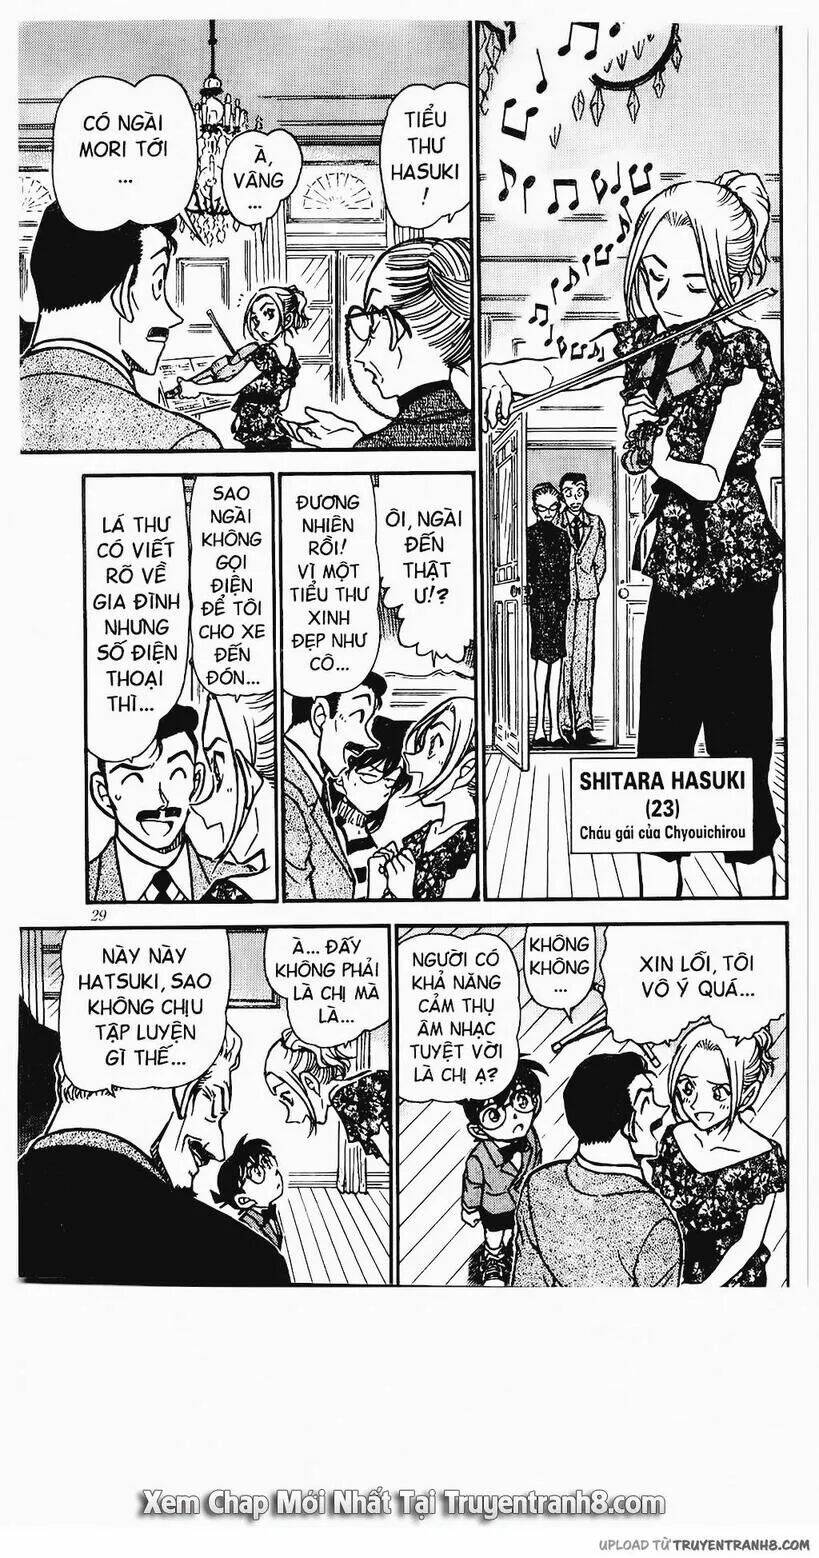 TIỂU
THƯ
HASUKI
!
À,
VÂNG
...
CÓ NGÀI
MORI TỚI
...
SHITARA HASUKI
(23)
Cháu gái của Chyouichirou
ÔI, NGÀI
ĐẾN
THẬT
Ư!?
ĐƯƠNG
NHIÊN
RỒI!
VÌ MỘT
TIỂU THƯ
XINH
ĐẸP NHƯ
CÔ...
SAO
NGÀI
KHÔNG
GỌI
ĐIỆN
ĐỂ TÔI
CHO XE
ĐẾN
ĐÓN...
LÁ THƯ
CÓ VIẾT
RÕ VỀ
GIA ĐÌNH
NHƯNG
SỐ ĐIỆN
THOẠI
THÌ...
29
XIN LỖI, TÔI
VÔ Ý QUÁ...
KHÔNG
KHÔNG
...
NGƯỜI CÓ
KHẢ NĂNG
CẢM THỤ
ÂM NHẠC
TUYỆT VỜI
LÀ CHỊ Ạ?
À... ĐẤY
KHÔNG PHẢI
LÀ CHỊ MÀ
LÀ...
NÀY NÀY
HATSUKI, SAO
KHÔNG CHỊU
TẬP LUYỆN
GÌ THẾ...
Xem Chap Mới Nhất Tại Truyentranh8.com
UPLOAD TỪ TRUYENTRANH8.COM